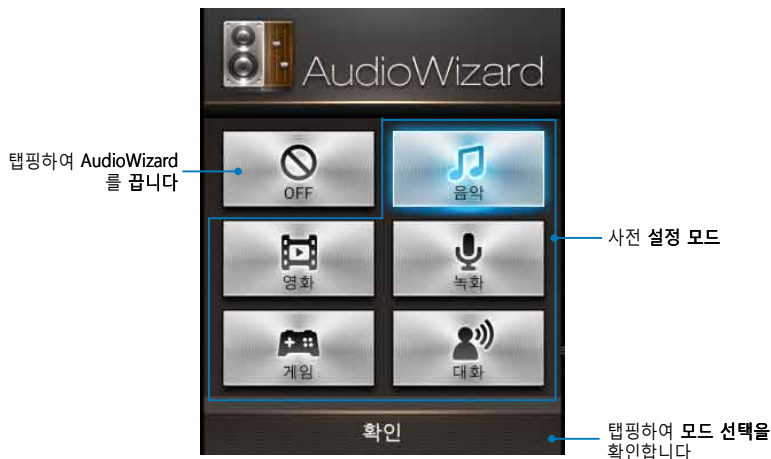 AudioWizard
탭핑하여 AudioWizard
를 끕니다
OFF
음악
영화
녹화
사전 설정 모드
게임
대화
확인
탭핑하여 모드 선택을
확인합니다